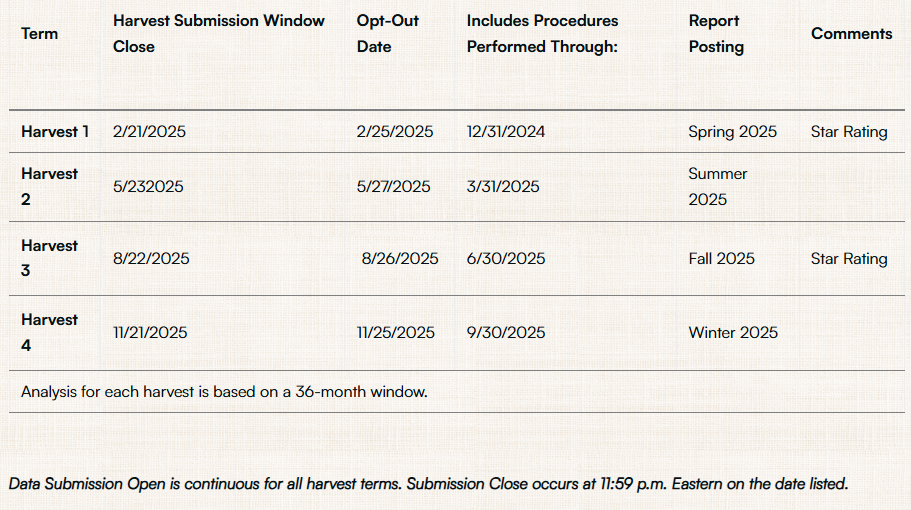 Term | Harvest Submission Window Close | Opt-Out Date | Includes Procedures Performed Through: | Report Posting | Comments
Harvest 1 | 2/21/2025 | 2/25/2025 | 12/31/2024 | Spring 2025 | Star Rating
Harvest 2 | 5/232025 | 5/27/2025 | 3/31/2025 | Summer 2025
Harvest 3 | 8/22/2025 | 8/26/2025 | 6/30/2025 | Fall 2025 | Star Rating
Harvest 4 | 11/21/2025 | 11/25/2025 | 9/30/2025 | Winter 2025
Analysis for each harvest is based on a 36-month window.
Data Submission Open is continuous for all harvest terms. Submission Close occurs at 11:59 p.m. Eastern on the date listed.